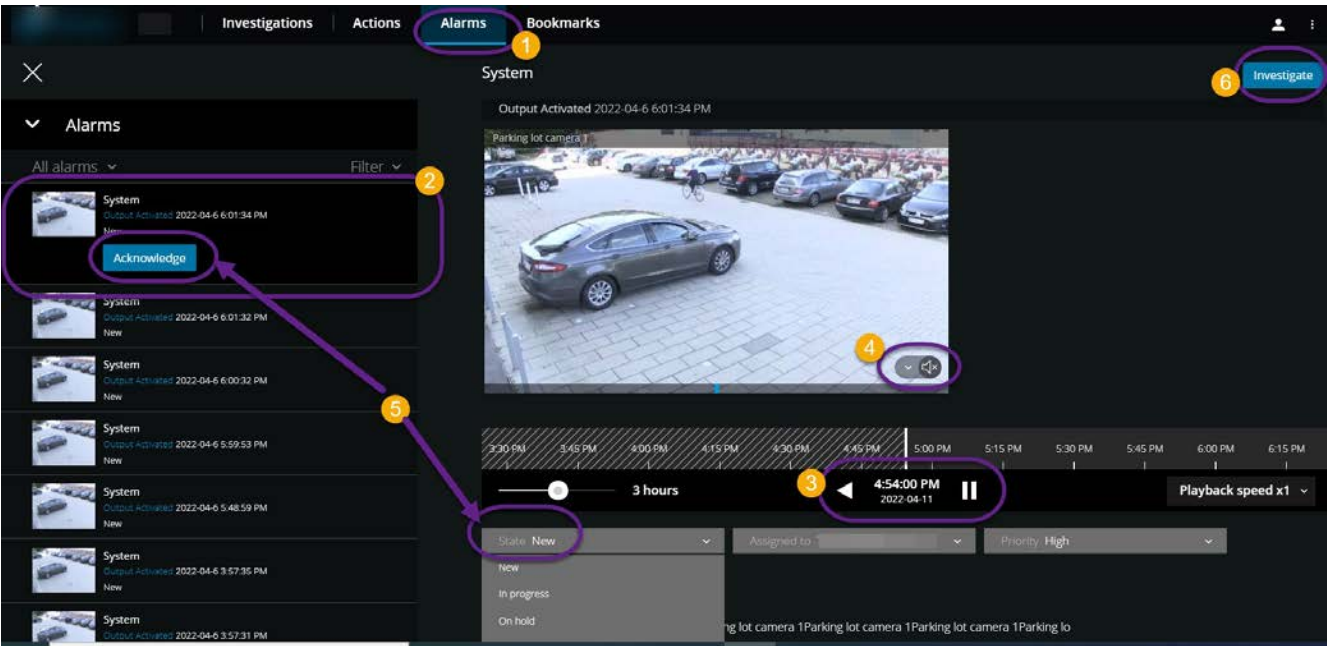 Investigations Actions Alarms Bookmarks
1
System
6
Investigate
Output Activated 2022-04-6 6:01:34 PM
Alarms
All alarms Filter
2
System
Output Activated 2022-04-6 6:01:34 PM
New
Acknowledge
System
Output Activated 2022-04-6 6:01:32 PM
New
System
Output Activated 2022-04-6 6:00:32 PM
New
System
Output Activated 2022-04-6 5:59:53 PM
New
System
Output Activated 2022-04-6 5:48:59 PM
New
System
Output Activated 2022-04-6 3:57:35 PM
New
System
Output Activated 2022-04-6 3:57:31 PM
5
Parking lot camera 1
4
3:30 PM 3:45 PM 4:00 PM 4:15 PM 4:30 PM 4:45 PM 5:00 PM 5:15 PM 5:30 PM 5:45 PM 6:00 PM 6:15 PM
3 hours
3
4:54:00 PM
2022-04-11
Playback speed x1
State New Assigned to Priority High
New
In progress
On hold
ng lot camera 1Parking lot camera 1Parking lot camera 1Parking lo